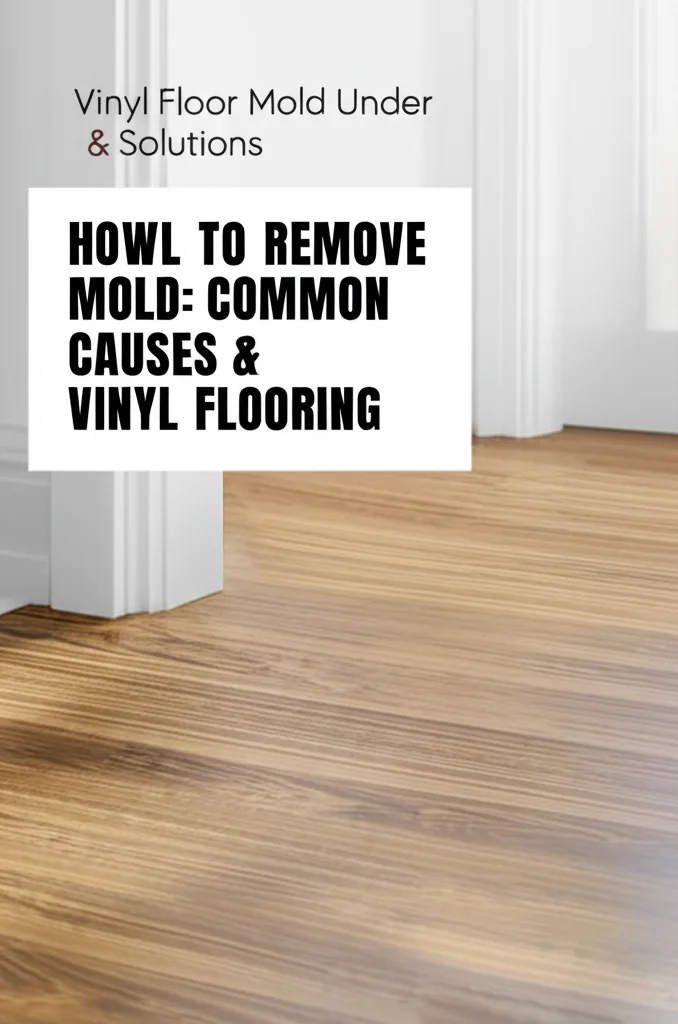 Vinyl Floor Mold Under
& Solutions
HOWL TO REMOVE
MOLD: COMMON
CAUSES &
VINYL FLOORING